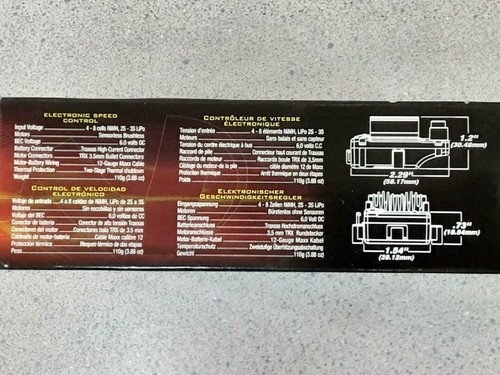 ELECTRONIC SPEED
CONTROL
Input Voltage 4 - 8 cells NiMH, 2S - 3S LiPo
Motors Sensorless Brushless
BEC Voltage 6.0 volts DC
Battery Connector Traxxas High-Current Connector
Motor Connectors TRX 3.5mm Bullet Connectors
Motor-Battery Wiring 12-Gauge Maxx Cable
Thermal Protection Two-Stage Thermal shutdown
Weight 110g (3.88 oz)
CONTRÔLEUR DE VITESSE
ÉLECTRONIQUE
Tension d'entrée 4 - 8 éléments NiMH, 2S - 3S
Moteurs Sans balais et sans capteur
Tension du centre électrique à bus 6,0 volts C.C
Raccord de pile Connecteur haut courant de Traxxas
Raccords de moteur Raccords boule TRX de 3,5mm
Câblage du moteur-de la pile câble diamètre 12 de Maxx
Protection thermique Arrêt thermique en deux étapes
Poids 110g (3.88 oz)
CONTROL DE VELOCIDAD
ELECTRÓNICO
Voltaje de entrada 4 a 8 celdas de NiMH, LiPo de 2S a 3S
Motores Sin escobillas y sin sensores
Voltaje del BEC 6,0 voltios de CC
Conectores de batería Conector de alta corriente de Traxxas
Conectores de motor Conectores bala TRX de 3.5mm
Cableado de motor-batería Cable Maxx calibre 12
Protección térmica Bloqueo térmico de dos etapas
Peso 110g (3.88 oz)
ELEKTRONISCHER
GESCHWINDIGKEITSREGLER
Eingangsspannung 4 - 8 Zellen NiMH, 2S - 3S LiPo
Motoren Bürstenlos ohne Sensoren
BEC Spannung 6,0 Volt DC
Batterieanschluss Traxxas Hochstromanschluss
Motoranschlüsse 3,5 mm TRX Rundstecker
Motor-Batterie-Kabel 12-Gauge Maxx Kabel
Temperaturschutz Zweistufige Überhitzungsabschaltung
Gewicht 110g (3.88 oz)
1.2"
(30.48mm)
2.29"
(58.17mm)
.73"
(18.54mm)
1.54"
(39.12mm)